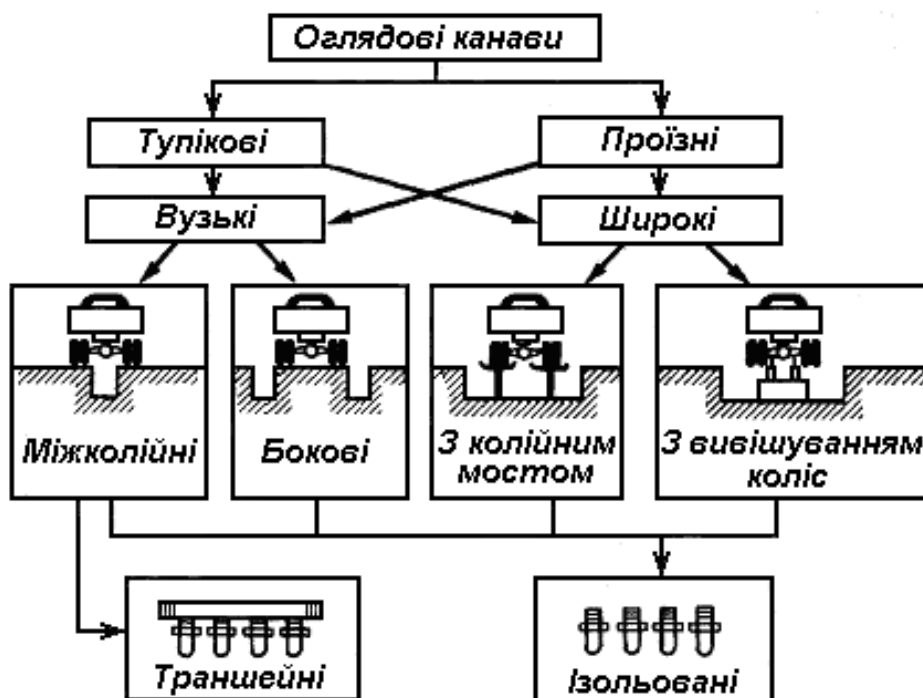 Оглядові канави
Тупікові
Проїзні
Вузькі
Широкі
Міжколійні
Бокові
З колійним
мостом
З вивішуванням
коліс
Траншейні
Ізольовані